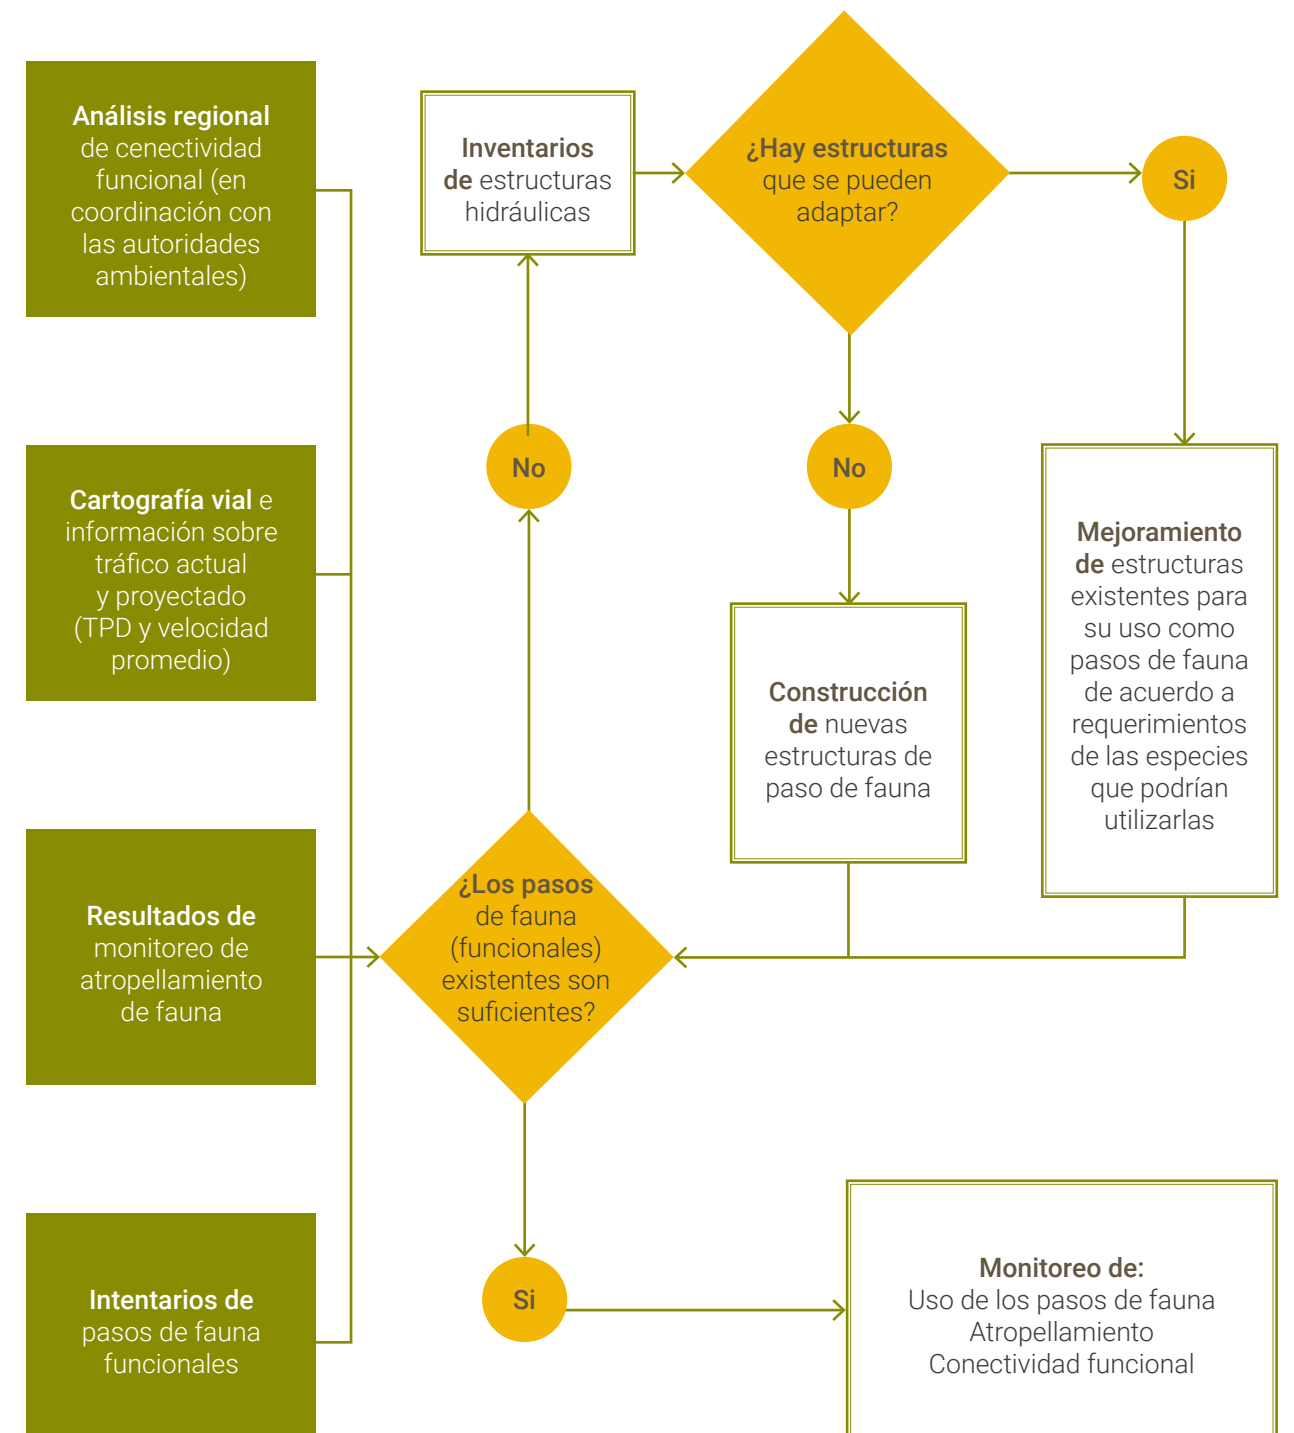 Análisis regional
de cenectividad
funcional (en
coordinación con
las autoridades
ambientales)
Cartografía vial e
información sobre
tráfico actual
y proyectado
(TPD y velocidad
promedio)
Resultados de
monitoreo de
atropellamiento
de fauna
Intentarios de
pasos de fauna
funcionales
¿Los pasos
de fauna
(funcionales)
existentes son
suficientes?
No
Inventarios
de estructuras
hidráulicas
¿Hay estructuras
que se pueden
adaptar?
Si
No
Construcción
de nuevas
estructuras de
paso de fauna
Mejoramiento
de estructuras
existentes para
su uso como
pasos de fauna
de acuerdo a
requerimientos
de las especies
que podrían
utilizarlas
Si
Monitoreo de:
Uso de los pasos de fauna
Atropellamiento
Conectividad funcional